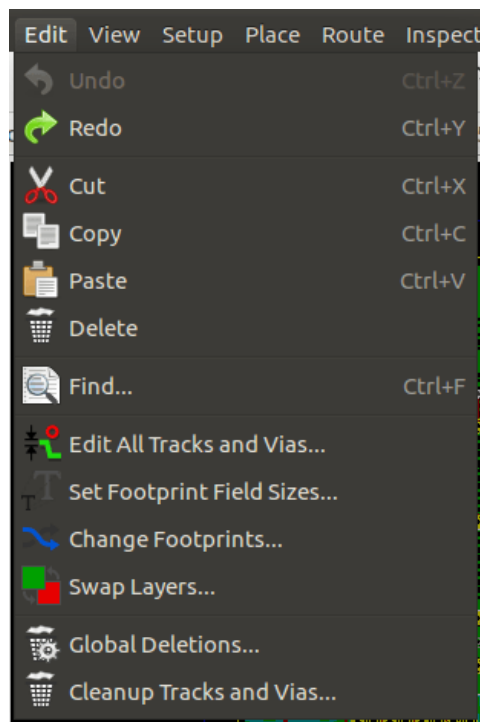 Edit View Setup Place Route Inspect
Undo Ctrl+Z
Redo Ctrl+Y
Cut Ctrl+X
Copy Ctrl+C
Paste Ctrl+V
Delete
Find... Ctrl+F
Edit All Tracks and Vias...
Set Footprint Field Sizes...
Change Footprints...
Swap Layers...
Global Deletions...
Cleanup Tracks and Vias...